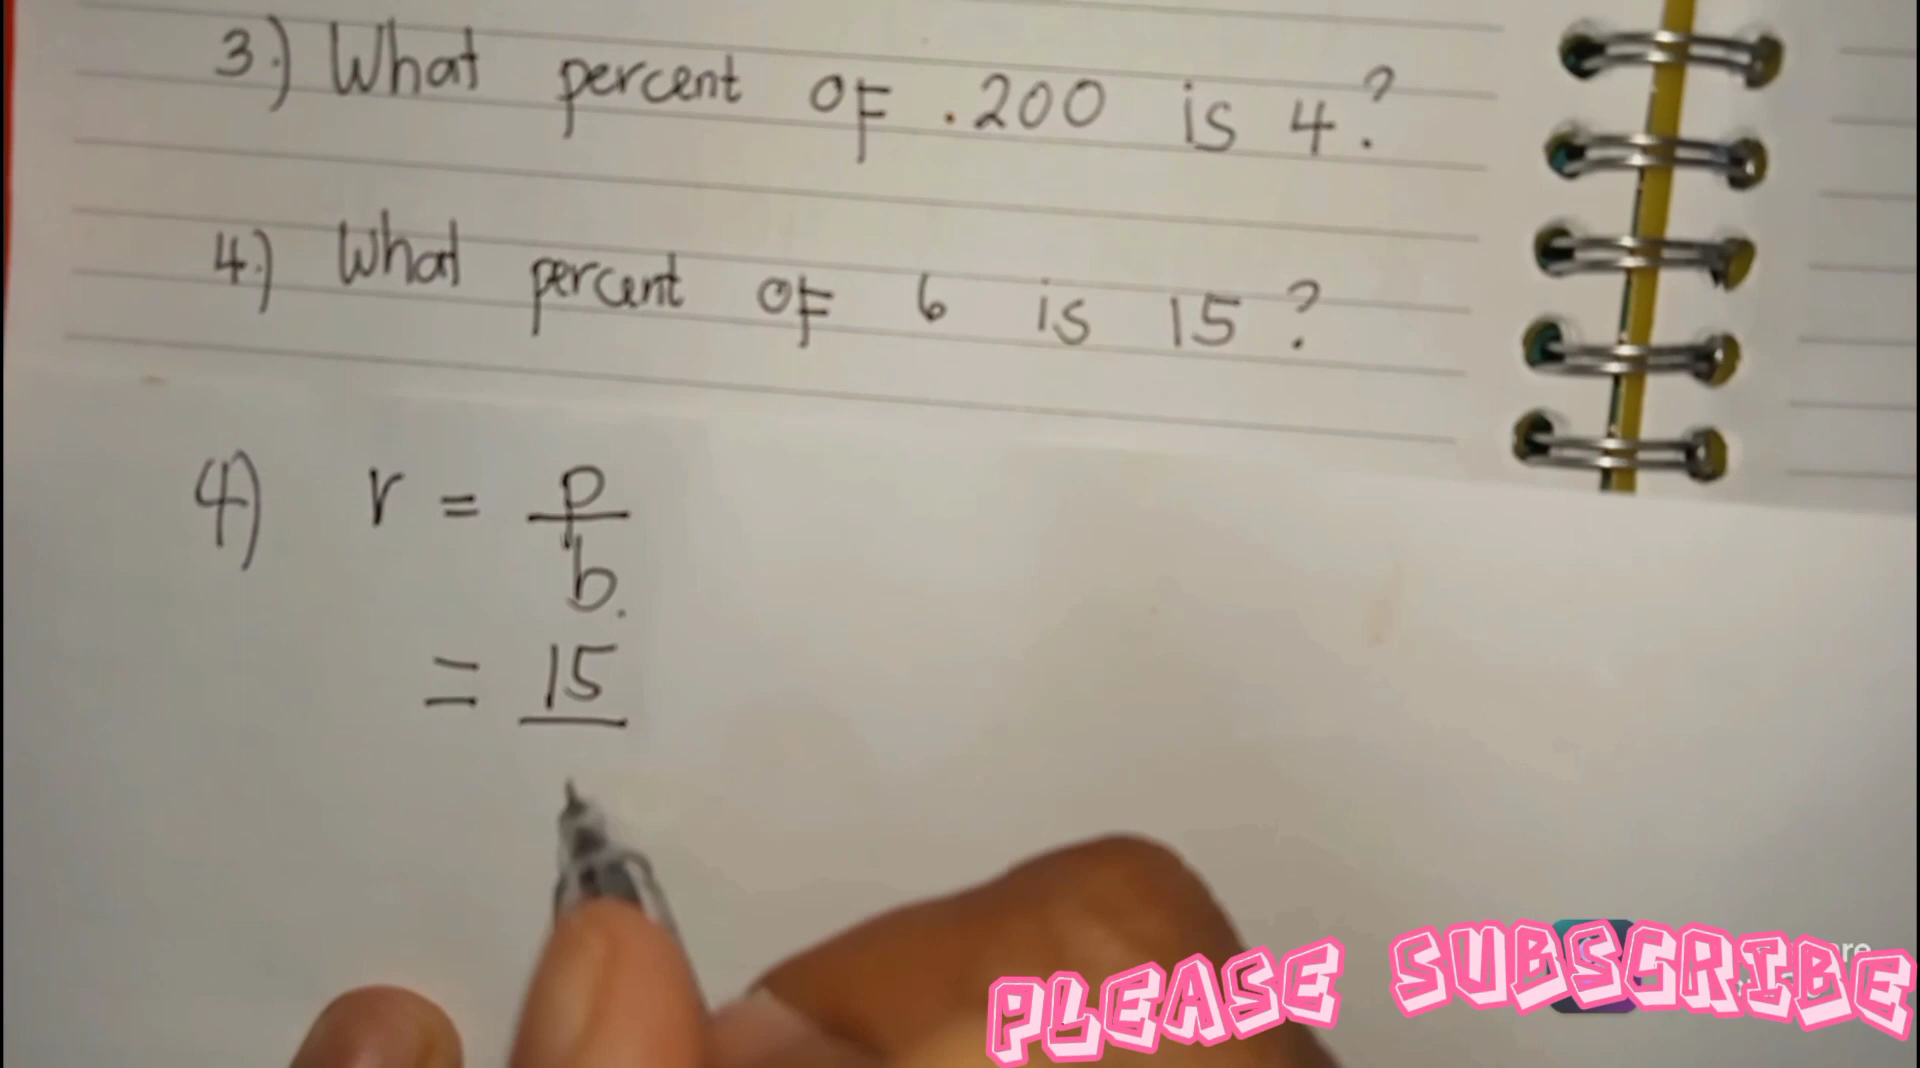 3.) What percent of .200 is 4?
4.) What percent of 6 is 15?
4) r = p/b.
= 15
PLEASE SUBSCRIBE